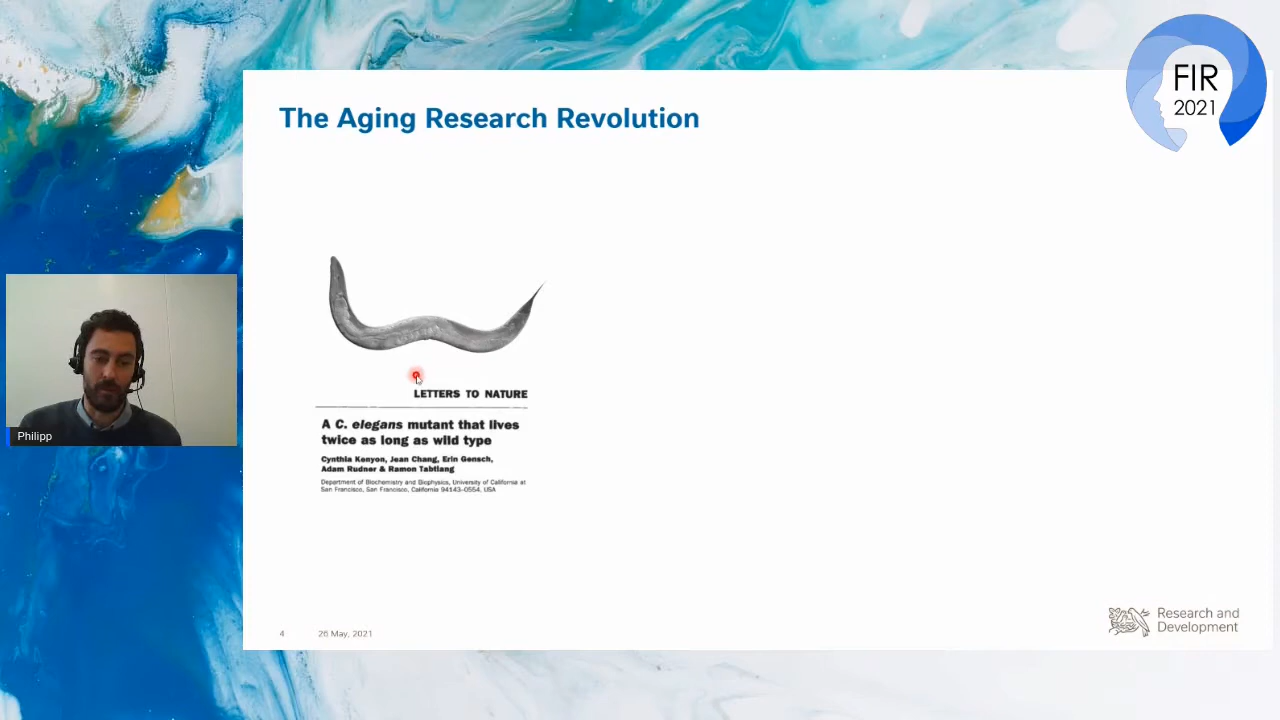 FIR
2021
The Aging Research Revolution
LETTERS TO NATURE
A C. elegans mutant that lives
twice as long as wild type
Cynthia Kenyon, Jean Chang, Erin Gensch,
Adam Rudner & Ramon Tabtiang
Department of Biochemistry and Biophysics, University of California at
San Francisco, San Francisco, California 94143-0554, USA
Philipp
4 26 May, 2021
Research and
Development